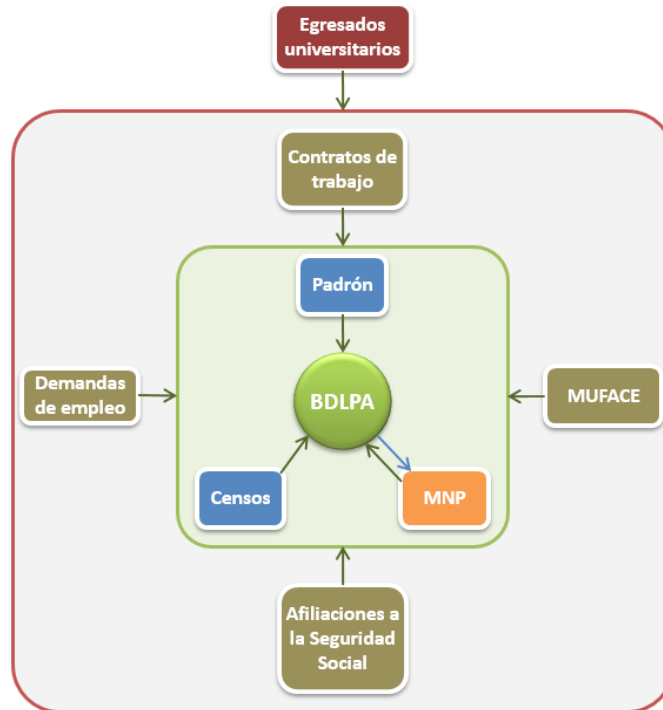 Egresados
universitarios
Contratos de
trabajo
Padrón
Demandas
de empleo
BDLPA
MUFACE
Censos
MNP
Afiliaciones a
la Seguridad
Social